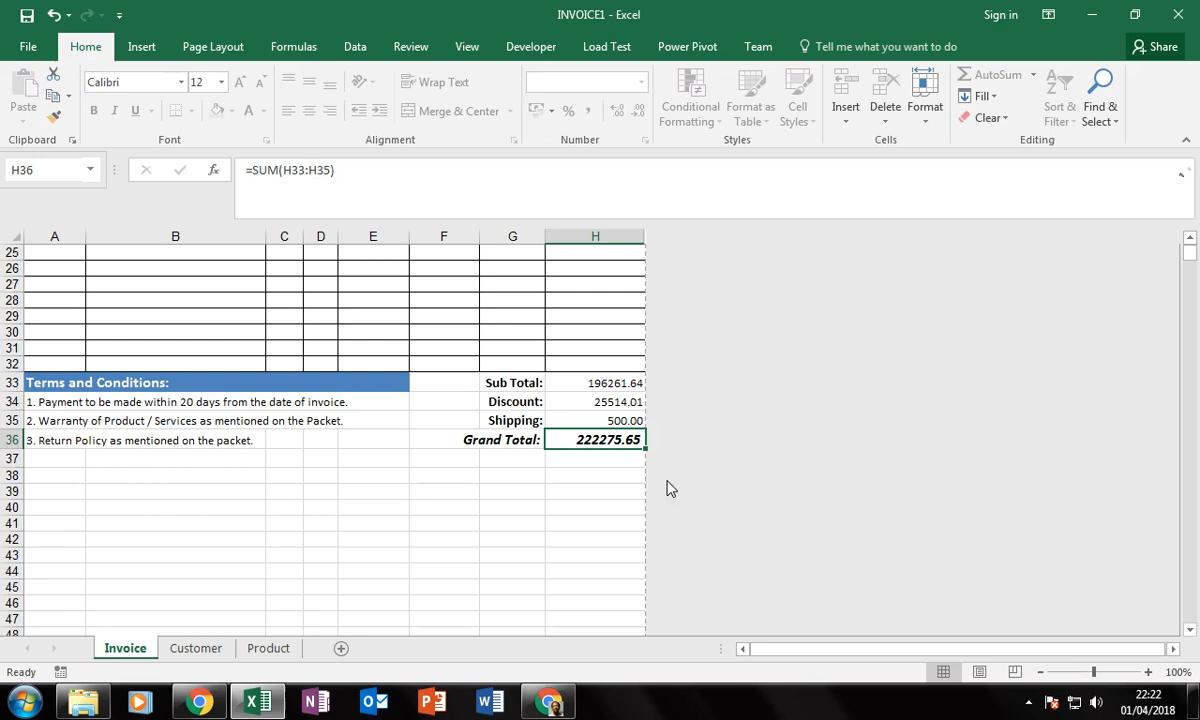 INVOICE1 - Excel
Sign in
File Home Insert Page Layout Formulas Data Review View Developer Load Test Power Pivot Team Tell me what you want to do Share
Paste
Calibri 12
B I U A
Wrap Text
Merge & Center
%
Conditional Formatting
Format as Table
Cell Styles
Insert
Delete
Format
AutoSum
Fill
Clear
Sort & Filter
Find & Select
Clipboard Font Alignment Number Styles Cells Editing
H36 fx =SUM(H33:H35)
A B C D E F G H
25
26
27
28
29
30
31
32
33 Terms and Conditions: Sub Total: 196261.64
34 1. Payment to be made within 20 days from the date of invoice. Discount: 25514.01
35 2. Warranty of Product / Services as mentioned on the Packet. Shipping: 500.00
36 3. Return Policy as mentioned on the packet. Grand Total: 222275.65
37
38
39
40
41
42
43
44
45
46
47
48
Invoice Customer Product
Ready 100%
22:22
01/04/2018